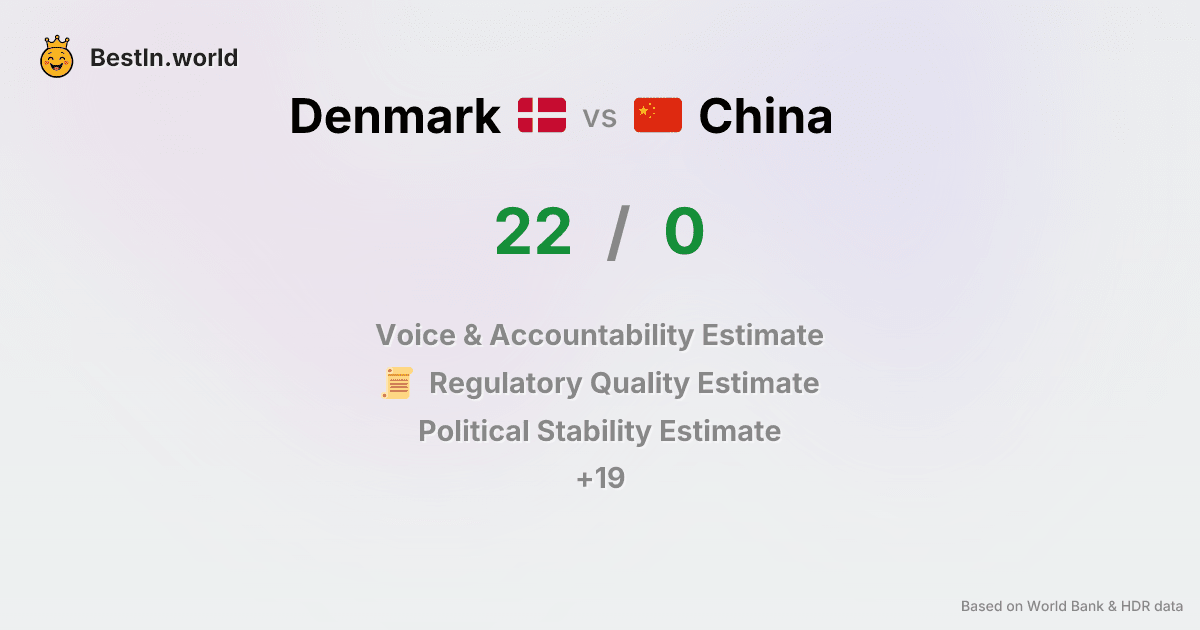 BestIn.world
Denmark vs China
22 / 0
Voice & Accountability Estimate
Regulatory Quality Estimate
Political Stability Estimate
+19
Based on World Bank & HDR data